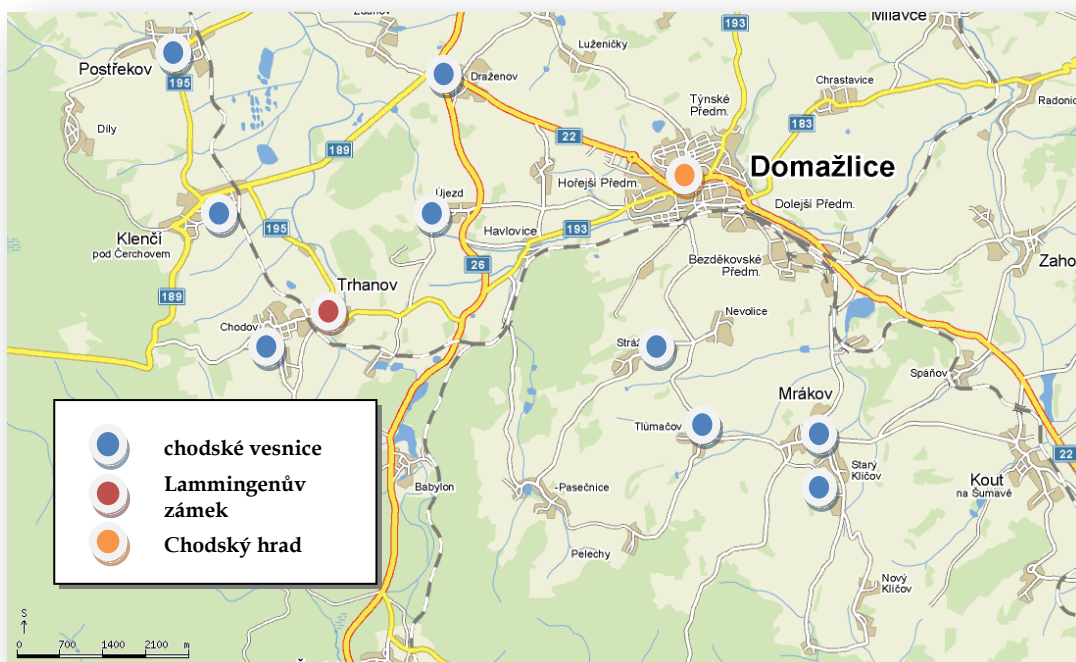 Ždánov
Milavče
193
Luženičky
Postřekov
Draženov
Chrastavice
195
Týnské
Předm.
Radonic
Díly
22
183
189
Domažlice
Hořejší Předm.
Újezd
Dolejší Předm.
195
Havlovice
193
Klenčí
pod Čerchovem
Bezděkovské
Předm.
Zaho
26
Trhanov
189
Nevolice
Chodov
Stráž
Spáňov
Mrákov
chodské vesnice
Tlumačov
22
Starý
Klíčov
Lammingenův
zámek
Babylon
Pasečnice
Kout
na Šumavě
Chodský hrad
Pelechy
Nový
Klíčov
S
0 700 1400 2100 m